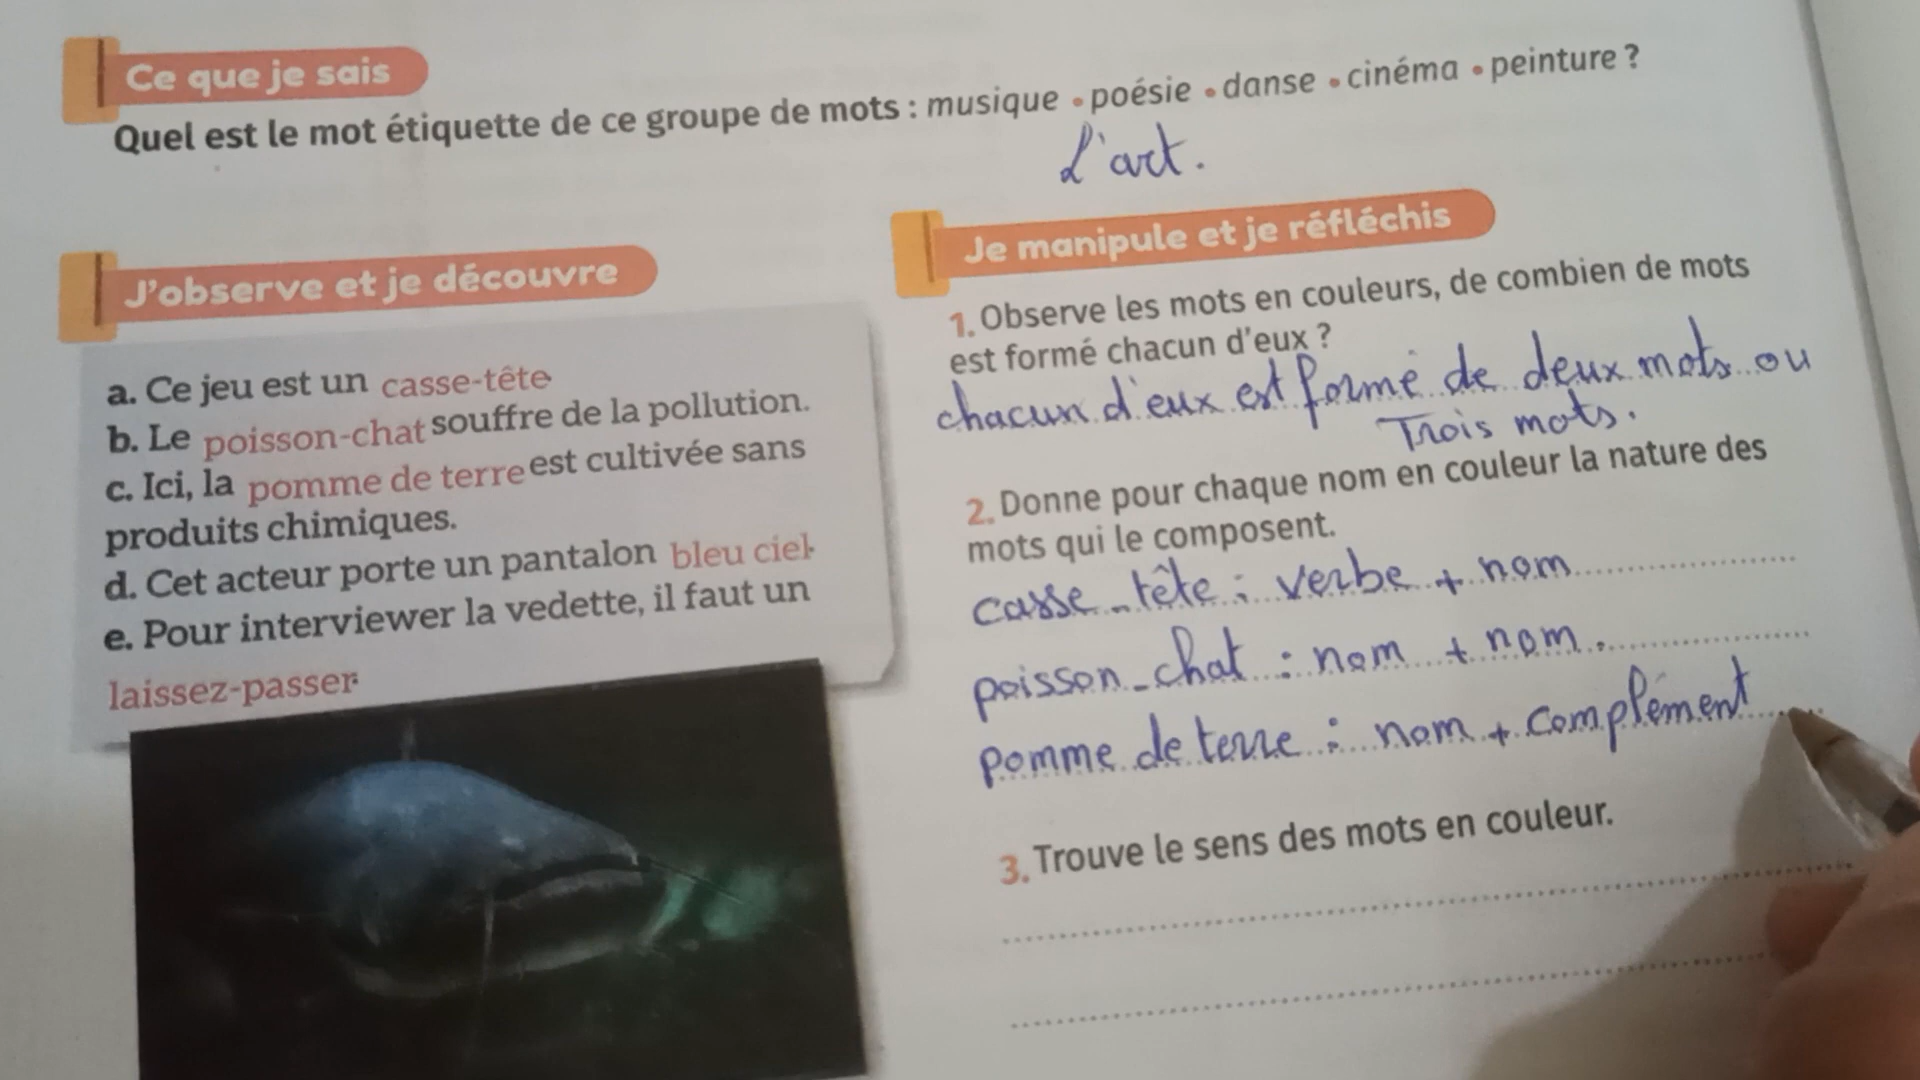 Ce que je sais
Quel est le mot étiquette de ce groupe de mots : musique • poésie • danse • cinéma • peinture ?
L'art.
J'observe et je découvre
a. Ce jeu est un casse-tête
b. Le poisson-chat souffre de la pollution.
c. Ici, la pomme de terre est cultivée sans
produits chimiques.
d. Cet acteur porte un pantalon bleu ciel.
e. Pour interviewer la vedette, il faut un
laissez-passer
Je manipule et je réfléchis
1. Observe les mots en couleurs, de combien de mots
est formé chacun d'eux ?
chacun d'eux est formé de deux mots ou
Trois mots.
2. Donne pour chaque nom en couleur la nature des
mots qui le composent.
casse-tête : verbe + nom
poisson-chat : nom + nom.
pomme de terre : nom + complément
3. Trouve le sens des mots en couleur.